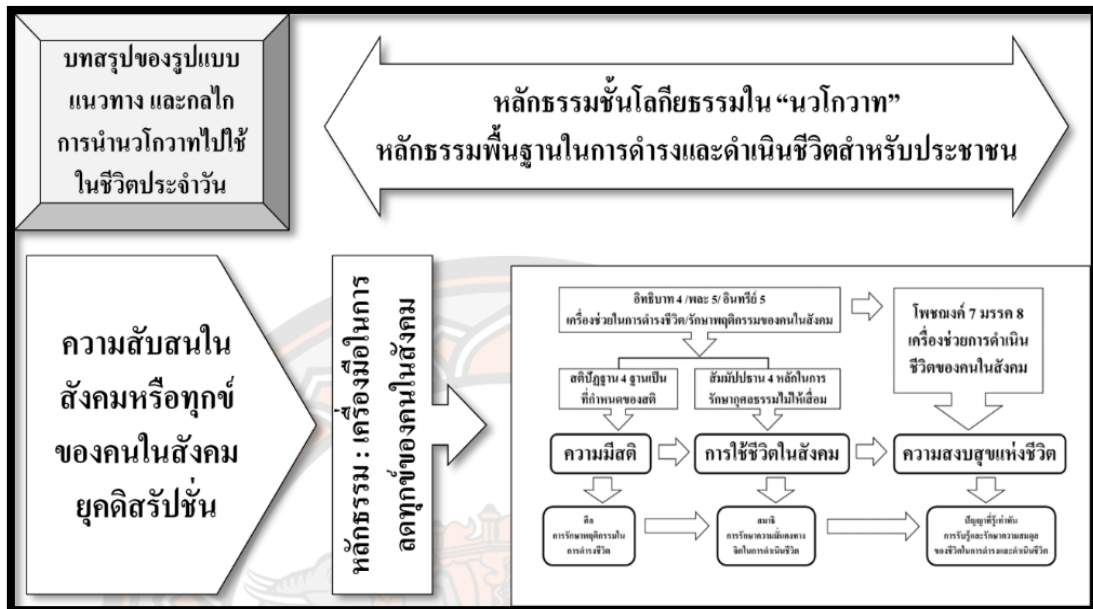 บทสรุปของรูปแบบ
แนวทาง และกลไก
การนำนวโกวาทไปใช้
ในชีวิตประจำวัน
หลักธรรมชั้นโลกียธรรมใน “นวโกวาท”
หลักธรรมพื้นฐานในการดำรงและดำเนินชีวิตสำหรับประชาชน
ความสับสนใน
สังคมหรือทุกข์
ของคนในสังคม
ยุคดิสรัปชั่น
หลักธรรม : เครื่องมือในการ
ลดทุกข์ของคนในสังคม
อิทธิบาท 4 /พละ 5/ อินทรีย์ 5
เครื่องช่วยในการดำรงชีวิต/รักษาพฤติกรรมของคนในสังคม
โพชฌงค์ 7 มรรค 8
เครื่องช่วยการดำเนิน
ชีวิตของคนในสังคม
สติปัฏฐาน 4 ฐานเป็น
ที่กำหนดของสติ
สัมมัปปธาน 4 หลักในการ
รักษากุศลธรรมไม่ให้เสื่อม
ความมีสติ
การใช้ชีวิตในสังคม
ความสงบสุขแห่งชีวิต
ศีล
การรักษาพฤติกรรมใน
การดำรงชีวิต
สมาธิ
การรักษาความมั่นคงทาง
จิตในการดำเนินชีวิต
ปัญญาที่รู้เท่าทัน
การรับรู้และรักษาความสมดุล
ของชีวิตในการดำรงและดำเนินชีวิต